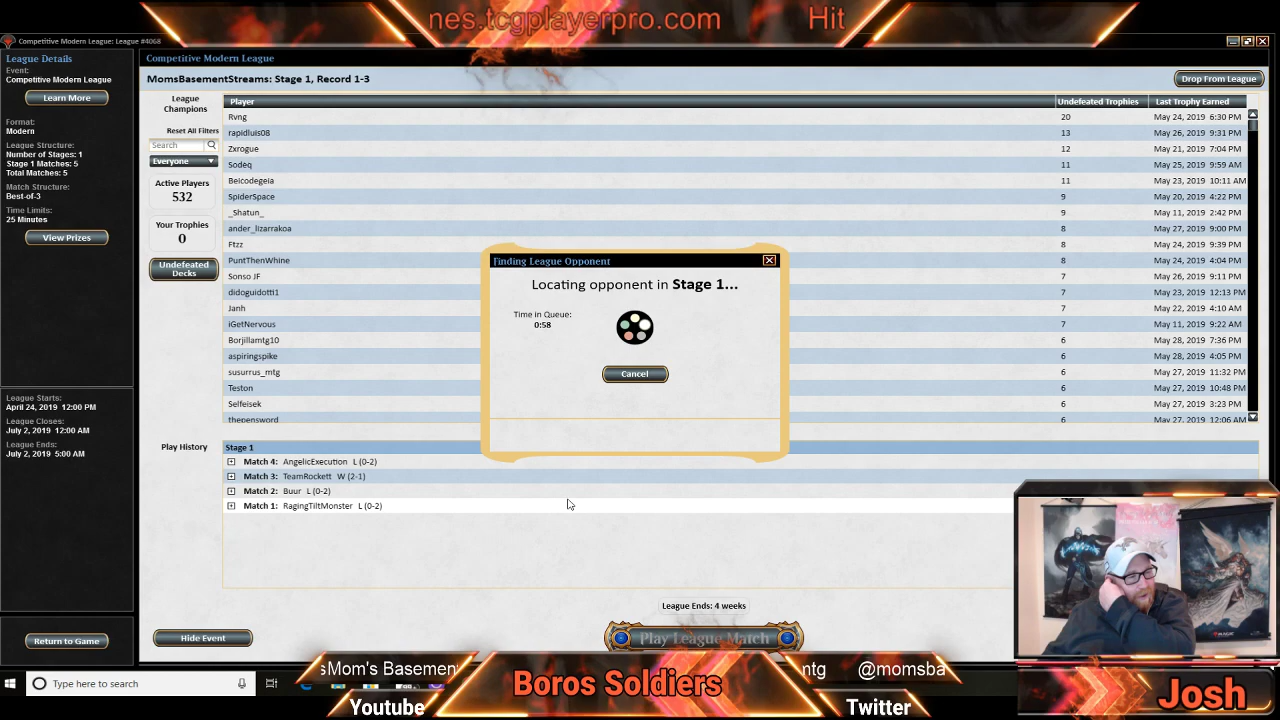 nes.tcgplayerpro.com Hit
Competitive Modern League: League #4068
League Details
Event:
Competitive Modern League
Learn More
Format:
Modern
League Structure:
Number of Stages: 1
Stage 1 Matches: 5
Total Matches: 5
Match Structure:
Best-of-3
Time Limits:
25 Minutes
View Prizes
League Starts:
April 24, 2019 12:00 PM
League Closes:
July 2, 2019 12:00 AM
League Ends:
July 2, 2019 5:00 AM
Return to Game
Competitive Modern League
MomsBasementStreams: Stage 1, Record 1-3
Drop From League
League
Champions
Reset All Filters
Search
Everyone
Active Players
532
Your Trophies
0
Undefeated
Decks
Player Undefeated Trophies Last Trophy Earned
Rvng 20 May 24, 2019 6:30 PM
rapidluis08 13 May 26, 2019 9:31 PM
Zxrogue 12 May 21, 2019 7:04 PM
Sodeq 11 May 25, 2019 9:59 AM
Beicodegeia 11 May 23, 2019 10:11 AM
SpiderSpace 9 May 20, 2019 4:22 PM
_Shatun_ 9 May 11, 2019 2:42 PM
ander_lizarrakoa 8 May 27, 2019 9:00 PM
Ftzz 8 May 24, 2019 9:39 PM
PuntThenWhine 8 May 24, 2019 4:04 PM
Sonso JF 7 May 26, 2019 9:11 PM
didoguidotti1 7 May 23, 2019 12:13 PM
Janh 7 May 22, 2019 4:10 AM
iGetNervous 7 May 11, 2019 9:22 AM
Borjillamtg10 6 May 28, 2019 7:36 PM
aspiringspike 6 May 28, 2019 4:05 PM
susurrus_mtg 6 May 27, 2019 11:32 PM
Teston 6 May 27, 2019 10:48 PM
Selfeisek 6 May 27, 2019 3:23 PM
thepensword 6 May 27, 2019 12:06 AM
Finding League Opponent
Locating opponent in Stage 1...
Time in Queue:
0:58
Cancel
Play History
Stage 1
Match 4: AngelicExecution L (0-2)
Match 3: TeamRockett W (2-1)
Match 2: Buur L (0-2)
Match 1: RagingTiltMonster L (0-2)
League Ends: 4 weeks
Hide Event
Play League Match
sMom's Basemen
ntg @momsba
Type here to search
Boros Soldiers
Josh
Youtube
Twitter